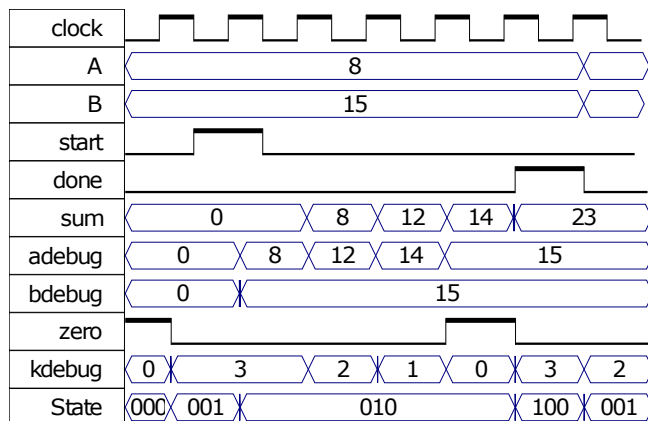 clock
A 8
B 15
start
done
sum 0 8 12 14 23
adebug 0 8 12 14 15
bdebug 0 15
zero
kdebug 0 3 2 1 0 3 2
State 000 001 010 100 001